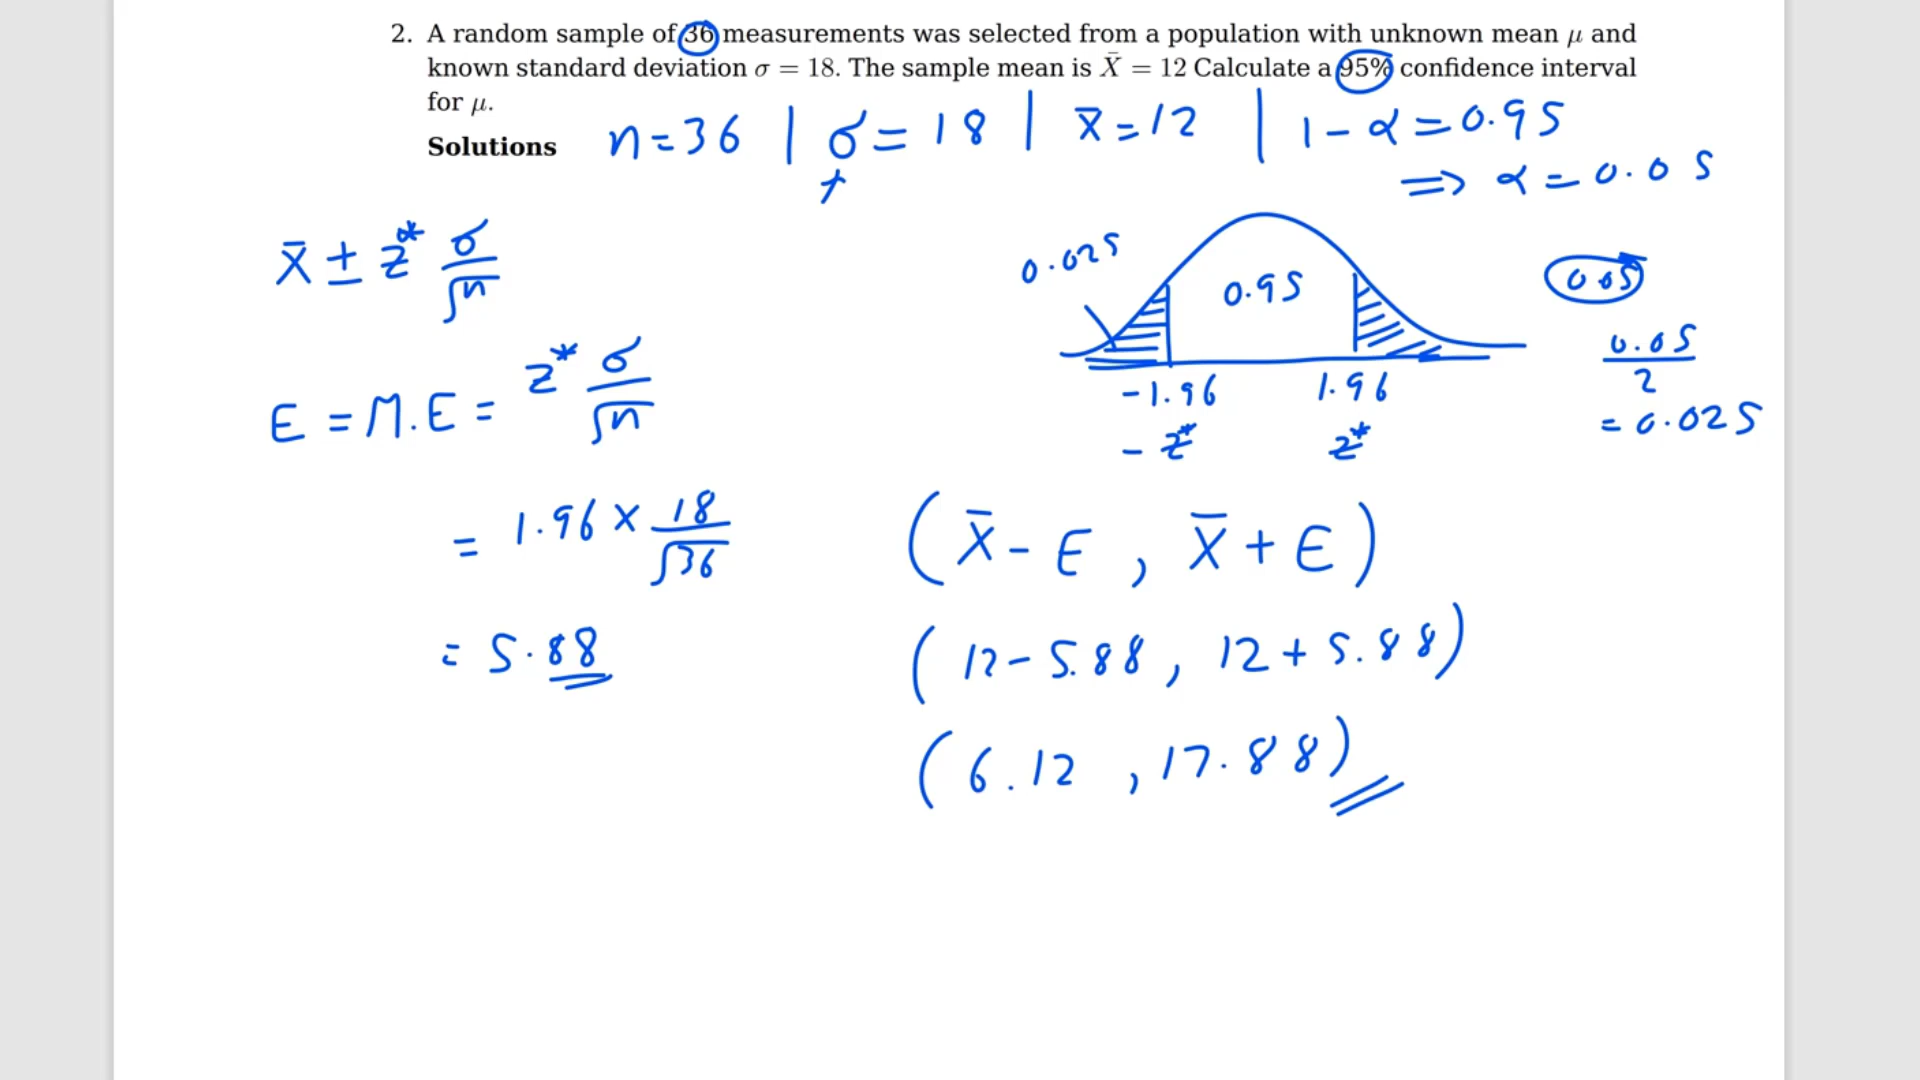 2. A random sample of 36 measurements was selected from a population with unknown mean μ and
known standard deviation σ = 18. The sample mean is X̄ = 12 Calculate a 95% confidence interval
for μ.
Solutions n=36 | σ=18 | x̄=12 | 1-α=0.95
⇒ α=0.05
x̄ ± z* σ/√n
0.025 0.95 0.05
0.05/2
= 0.025
-1.96 1.96
-z* z*
E = M.E = z* σ/√n
= 1.96 × 18/√36
= 5.88
(x̄ - E, x̄ + E)
(12-5.88, 12+5.88)
(6.12, 17.88)